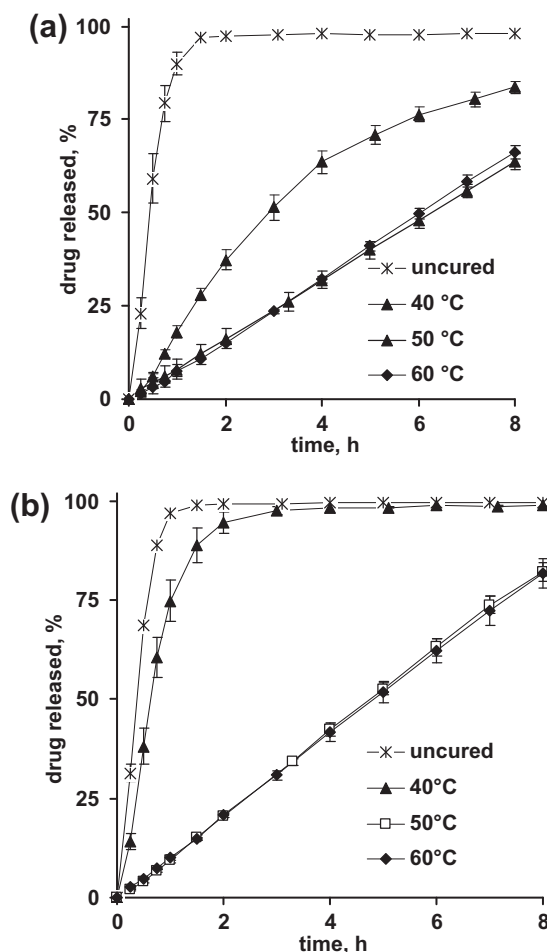 (a)
100
75
50
25
0
drug released, %
uncured
40 °C
50 °C
60 °C
0 2 4 6 8
time, h
(b)
100
75
50
25
0
drug released, %
uncured
40°C
50°C
60°C
0 2 4 6 8
time, h